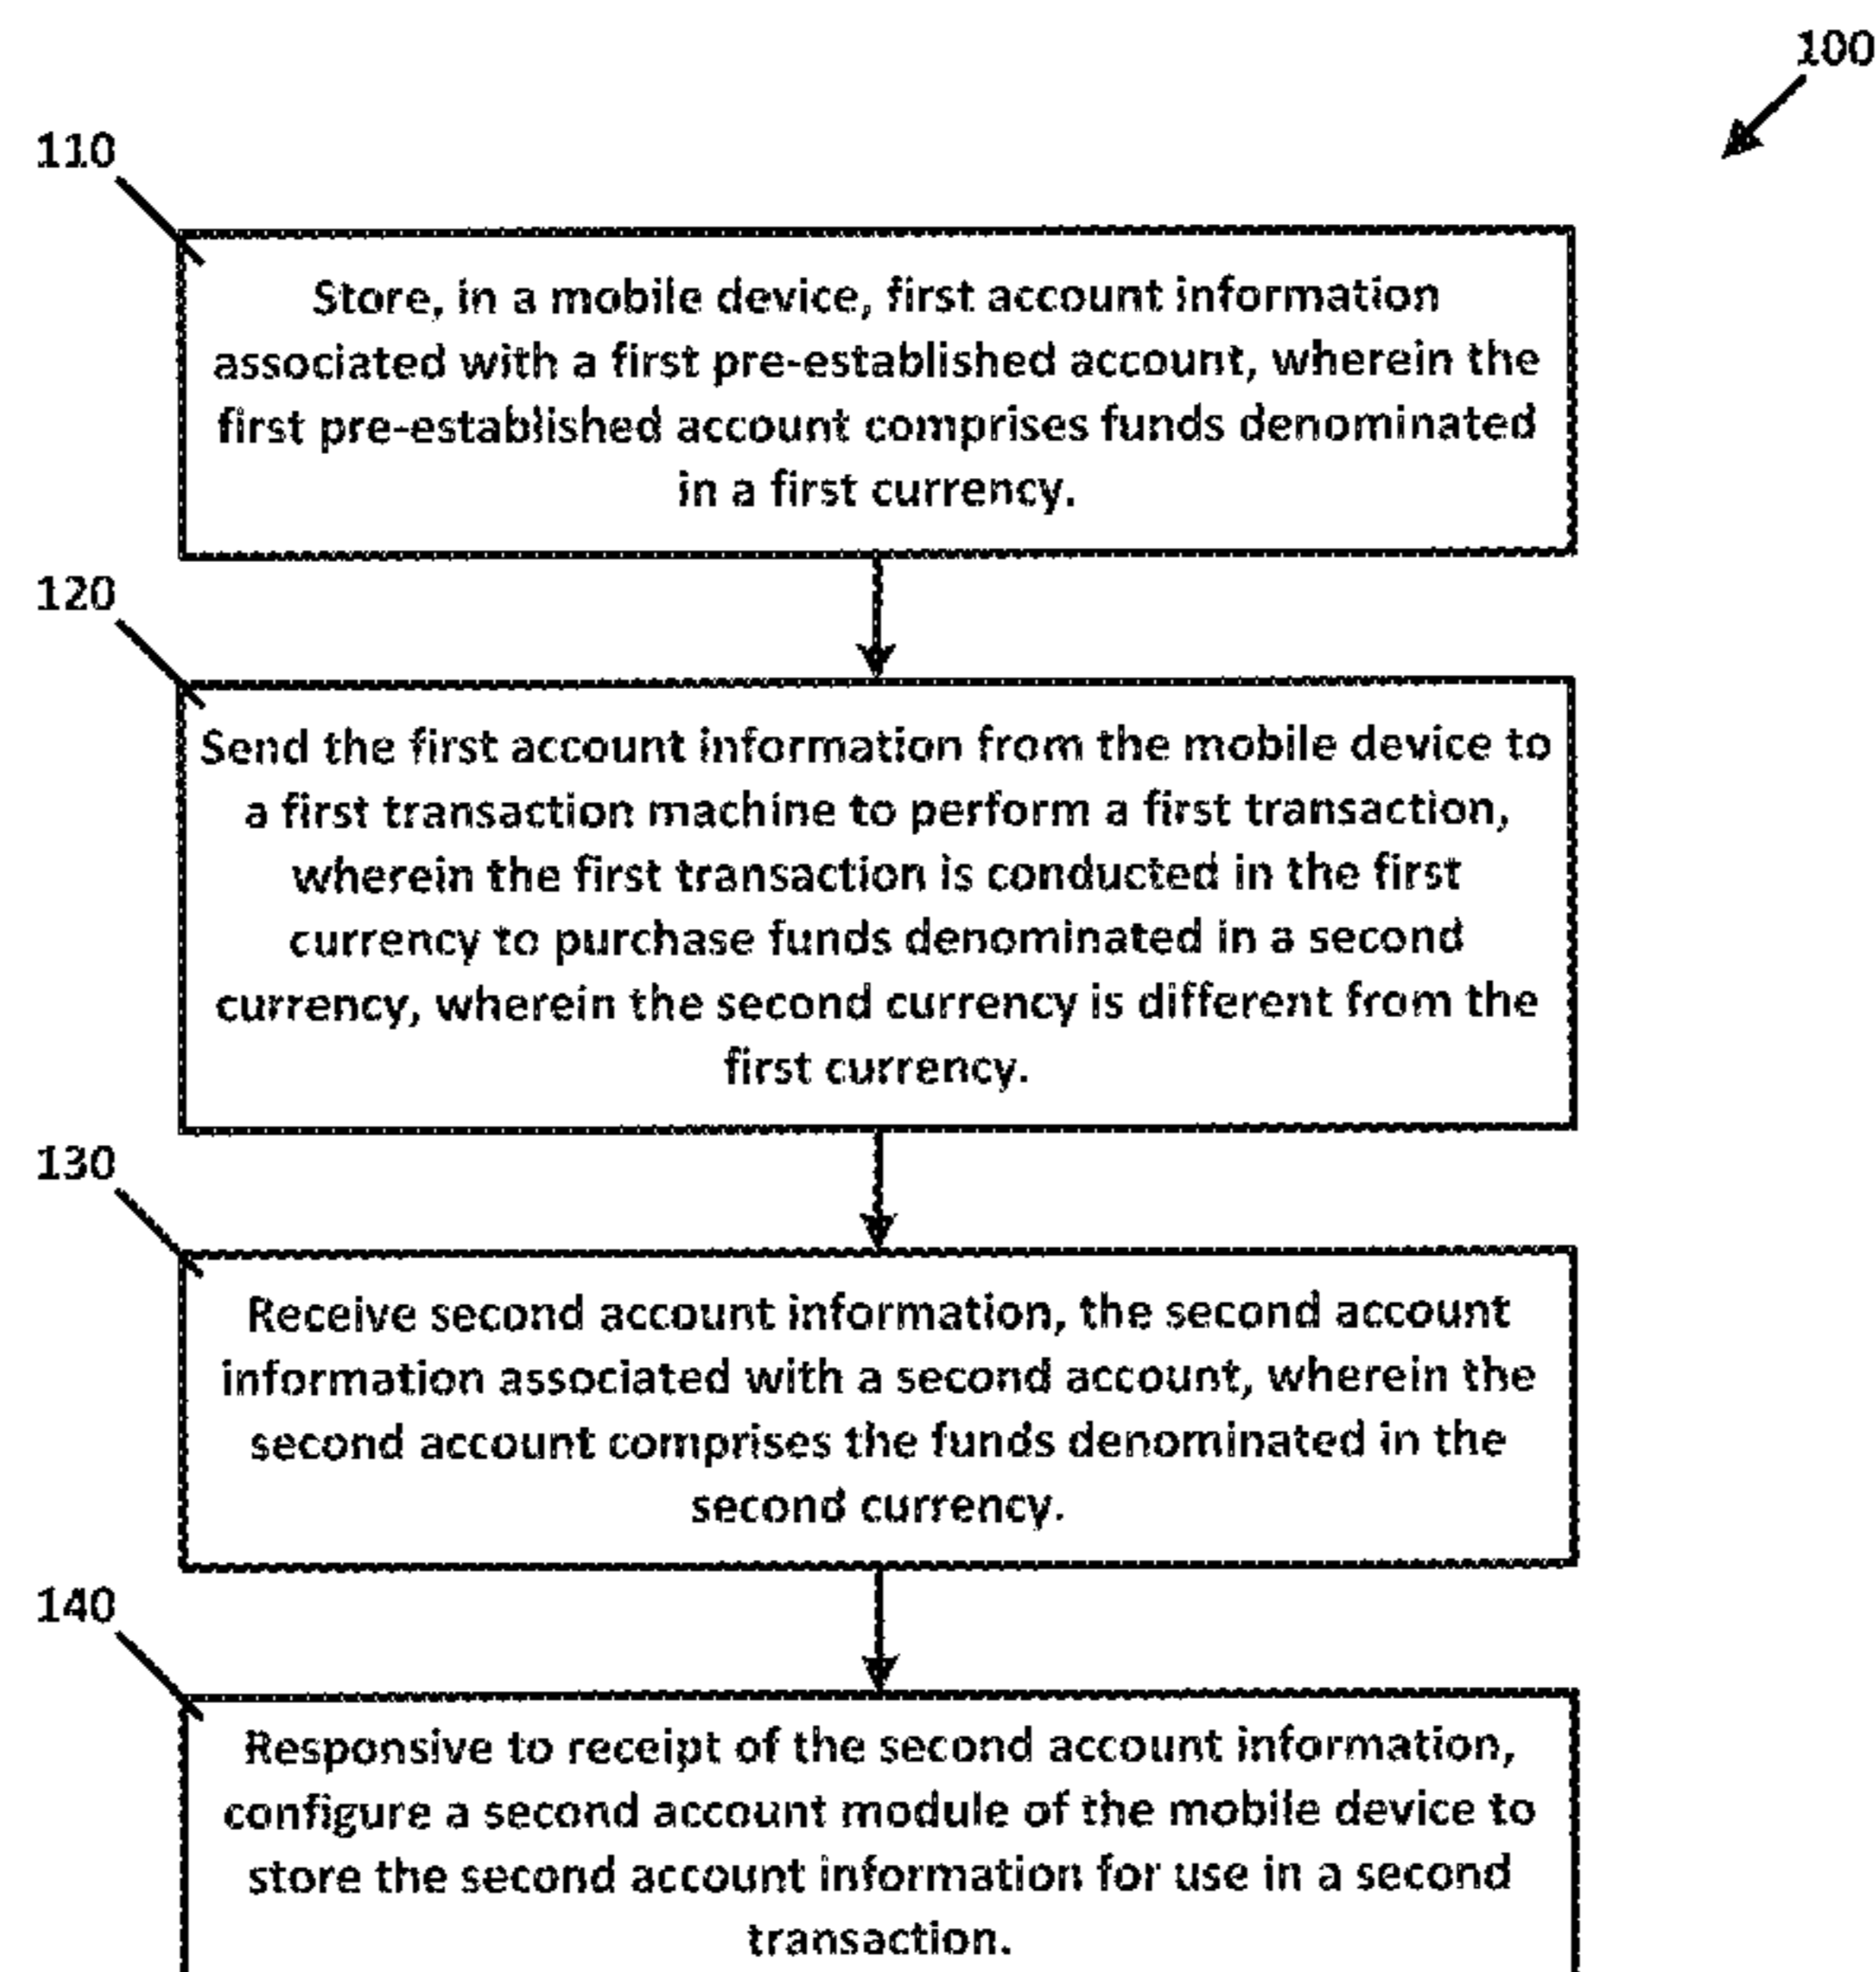 100
110
Store, in a mobile device, first account information
associated with a first pre-established account, wherein the
first pre-established account comprises funds denominated
in a first currency.
120
Send the first account information from the mobile device to
a first transaction machine to perform a first transaction,
wherein the first transaction is conducted in the first
currency to purchase funds denominated in a second
currency, wherein the second currency is different from the
first currency.
130
Receive second account information, the second account
information associated with a second account, wherein the
second account comprises the funds denominated in the
second currency.
140
Responsive to receipt of the second account information,
configure a second account module of the mobile device to
store the second account information for use in a second
transaction.